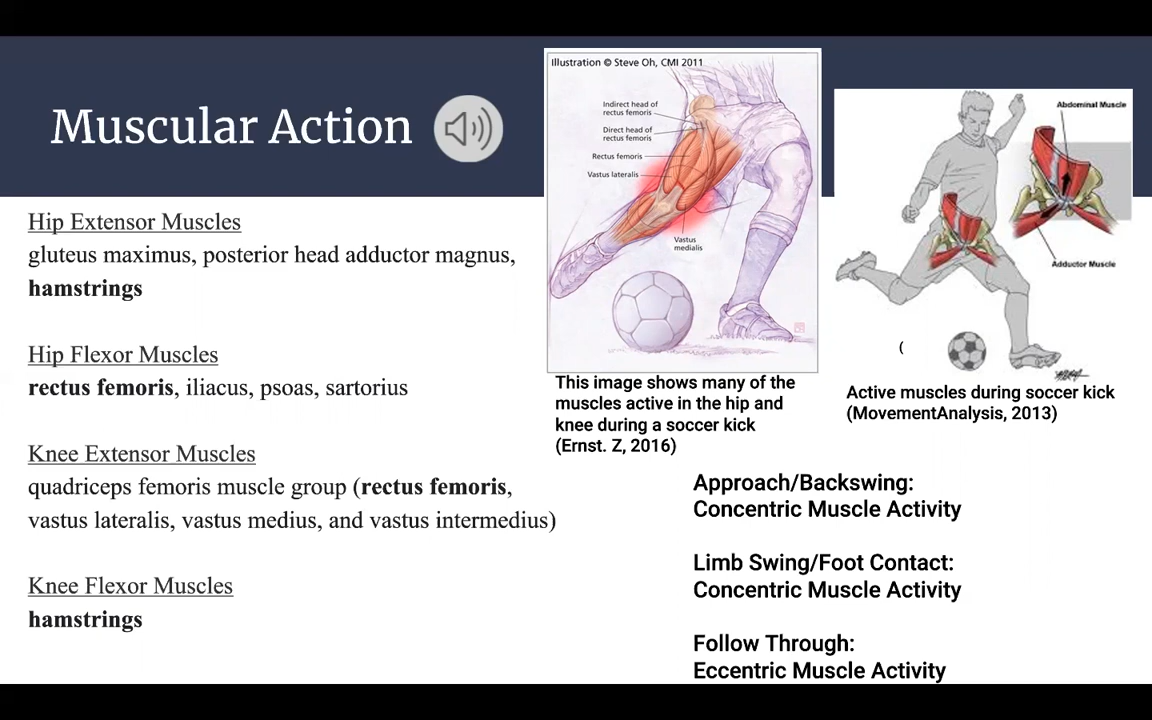 Muscular Action
Hip Extensor Muscles
gluteus maximus, posterior head adductor magnus,
hamstrings
Hip Flexor Muscles
rectus femoris, iliacus, psoas, sartorius
Knee Extensor Muscles
quadriceps femoris muscle group (rectus femoris,
vastus lateralis, vastus medius, and vastus intermedius)
Knee Flexor Muscles
hamstrings
Illustration © Steve Oh, CMI 2011
Indirect head of
rectus femoris
Direct head of
rectus femoris
Rectus femoris
Vastus lateralis
Vastus
medialis
This image shows many of the
muscles active in the hip and
knee during a soccer kick
(Ernst. Z, 2016)
Abdominal Muscle
Adductor Muscle
(
Active muscles during soccer kick
(MovementAnalysis, 2013)
Approach/Backswing:
Concentric Muscle Activity
Limb Swing/Foot Contact:
Concentric Muscle Activity
Follow Through:
Eccentric Muscle Activity